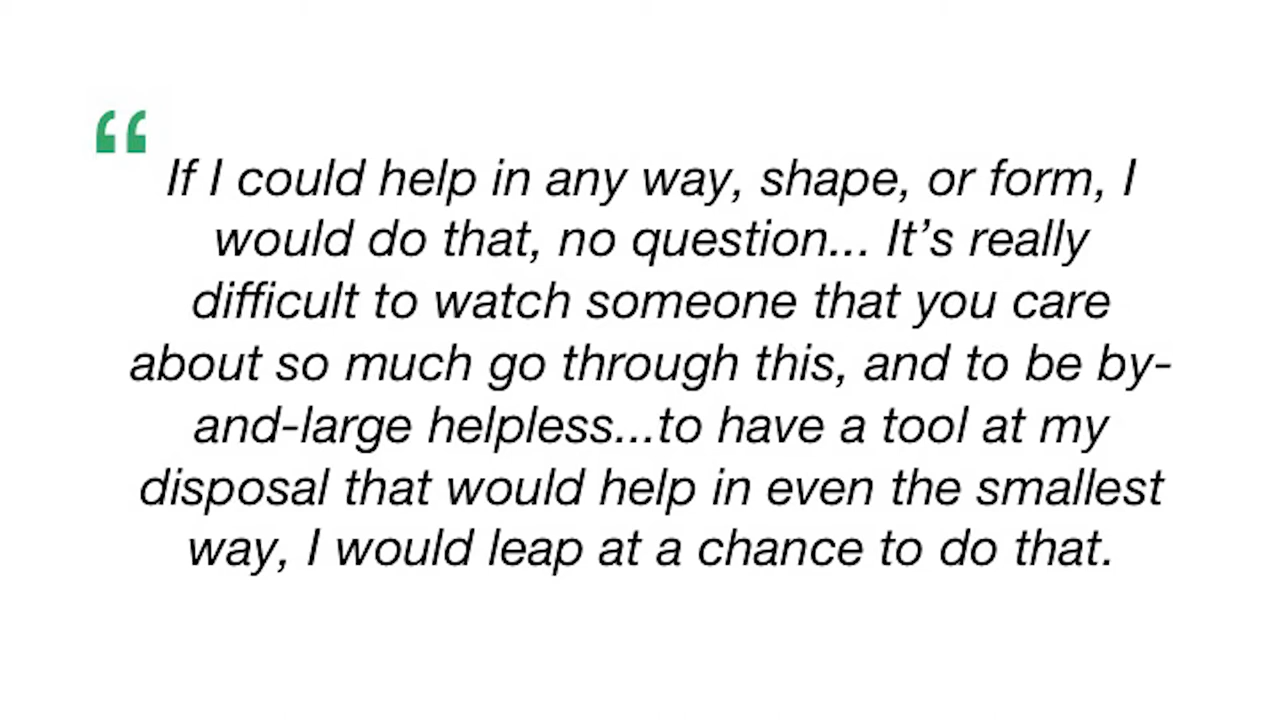 “
If I could help in any way, shape, or form, I
would do that, no question... It’s really
difficult to watch someone that you care
about so much go through this, and to be by-
and-large helpless...to have a tool at my
disposal that would help in even the smallest
way, I would leap at a chance to do that.